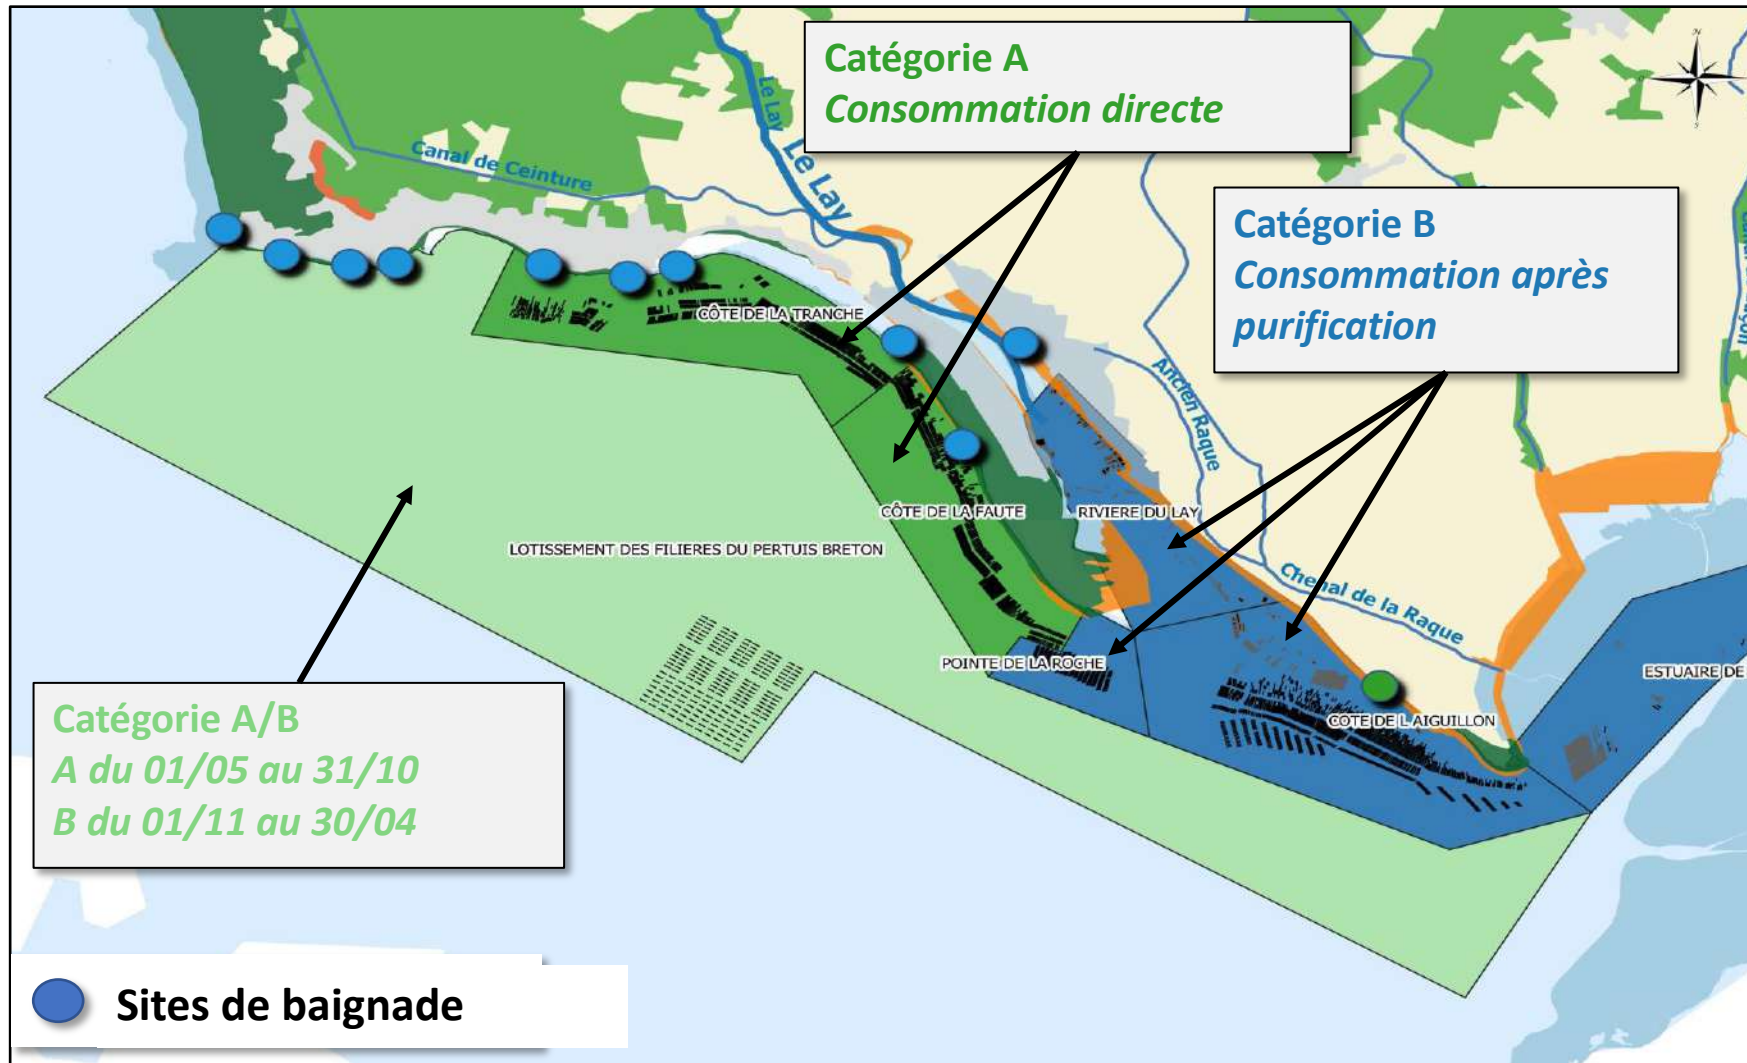 Catégorie A
Consommation directe
Catégorie B
Consommation après
purification
Catégorie A/B
A du 01/05 au 31/10
B du 01/11 au 30/04
Sites de baignade
Le Lay
Le Lay
Canal de Ceinture
Ancien Raque
Chenal de la Raque
CÔTE DE LA TRANCHE
CÔTE DE LA FAUTE
RIVIERE DU LAY
LOTISSEMENT DES FILIERES DU PERTUIS BRETON
POINTE DE LA ROCHE
COTE DE L AIGUILLON
ESTUAIRE DE
N